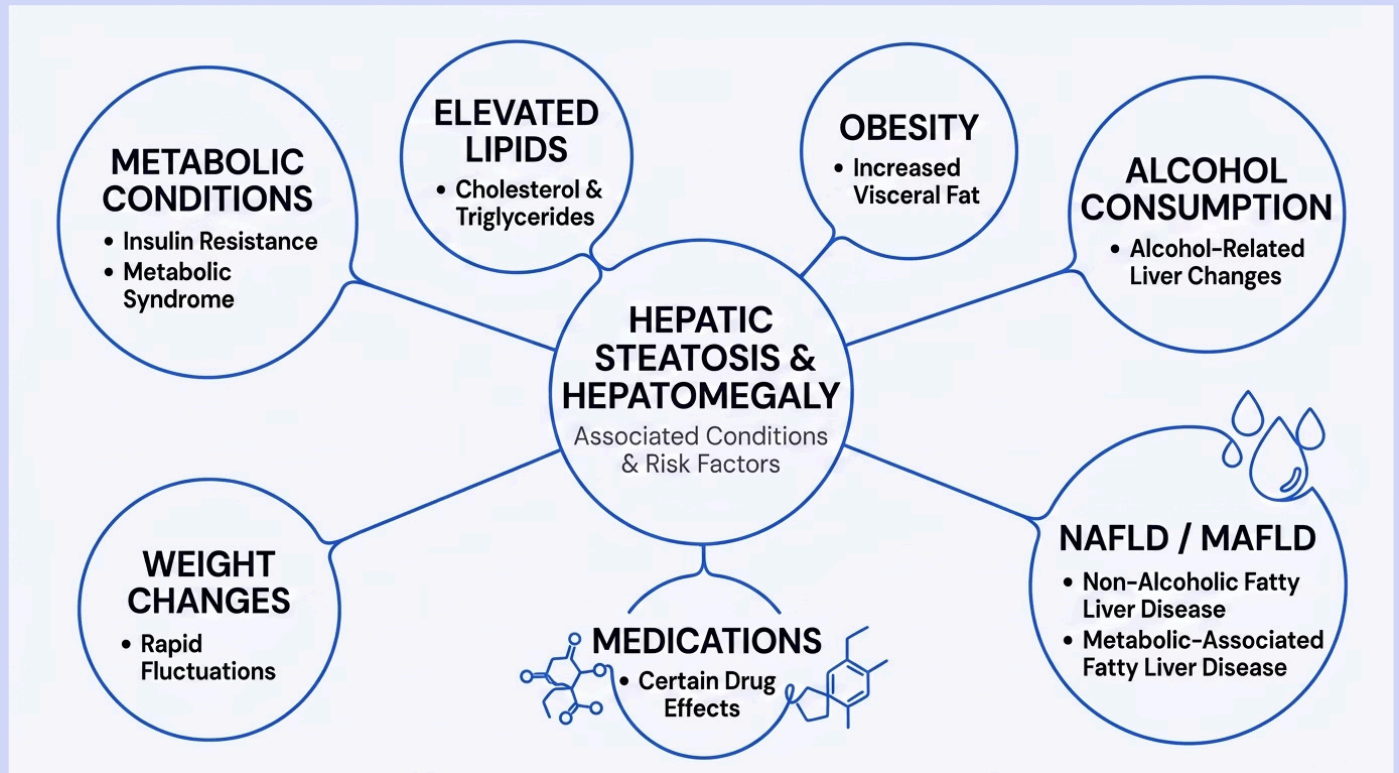 METABOLIC
CONDITIONS
• Insulin Resistance
• Metabolic
Syndrome
ELEVATED
LIPIDS
• Cholesterol &
Triglycerides
OBESITY
• Increased
Visceral Fat
ALCOHOL
CONSUMPTION
• Alcohol-Related
Liver Changes
HEPATIC
STEATOSIS &
HEPATOMEGALY
Associated Conditions
& Risk Factors
WEIGHT
CHANGES
• Rapid
Fluctuations
MEDICATIONS
• Certain Drug
Effects
NAFLD / MAFLD
• Non-Alcoholic Fatty
Liver Disease
• Metabolic-Associated
Fatty Liver Disease